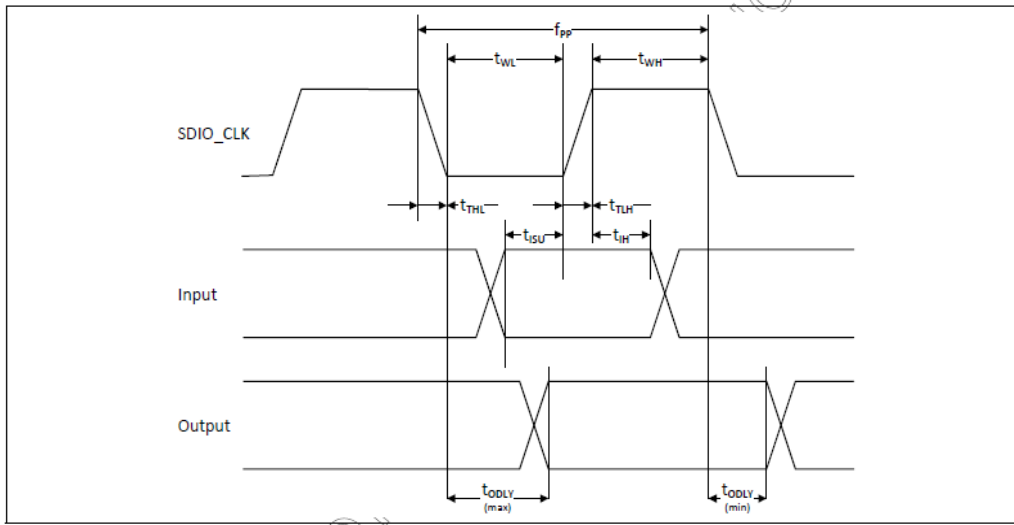 fPP
tWL
tWH
SDIO_CLK
tTHL
tTLH
tISU
tIH
Input
Output
tODLY
(max)
tODLY
(min)